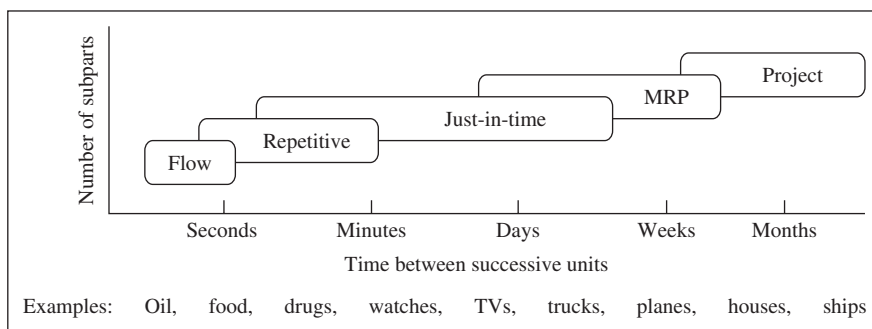 Number of subparts
Project
MRP
Just-in-time
Repetitive
Flow
Seconds Minutes Days Weeks Months
Time between successive units
Examples: Oil, food, drugs, watches, TVs, trucks, planes, houses, ships